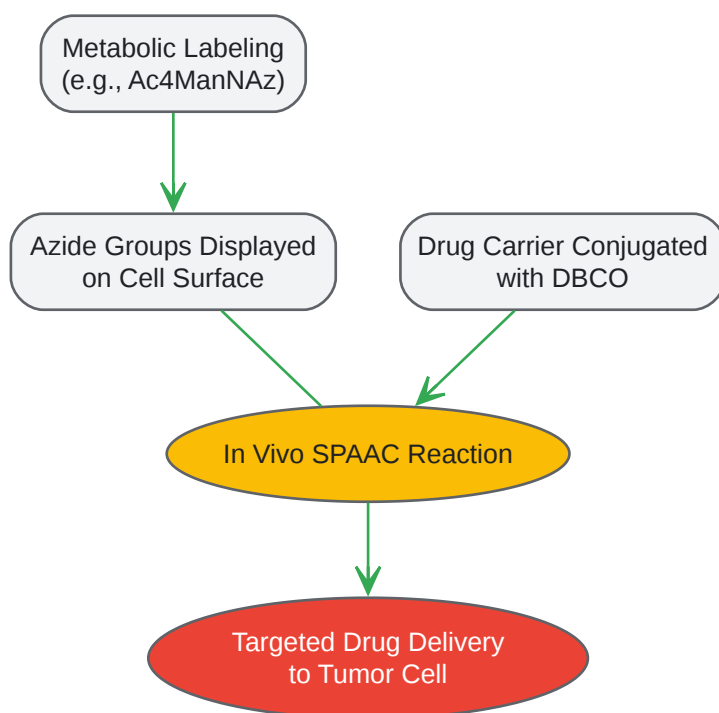 Metabolic Labeling
(e.g., Ac4ManNAz)
Azide Groups Displayed
on Cell Surface
Drug Carrier Conjugated
with DBCO
In Vivo SPAAC Reaction
Targeted Drug Delivery
to Tumor Cell